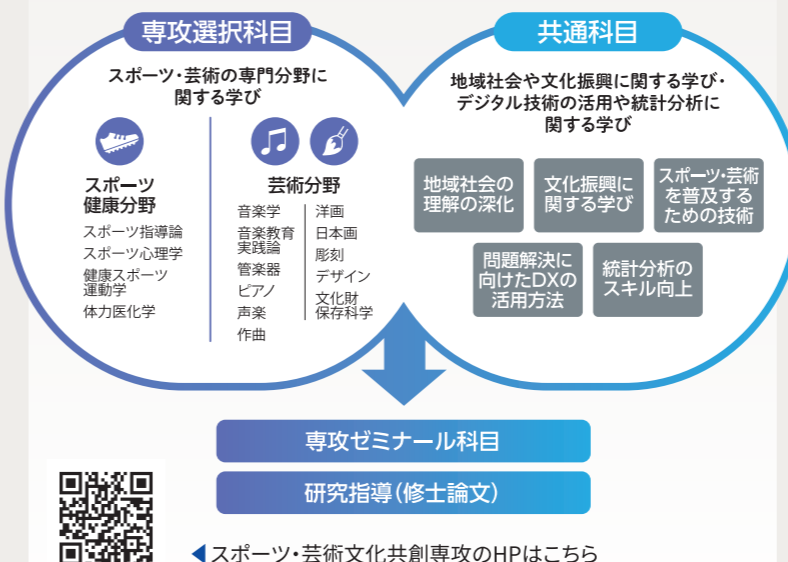 専攻選択科目
スポーツ・芸術の専門分野に
関する学び
スポーツ
健康分野
スポーツ指導論
スポーツ心理学
健康スポーツ
運動学
体力医化学
芸術分野
音楽学
音楽教育
実践論
管楽器
ピアノ
声楽
作曲
洋画
日本画
彫刻
デザイン
文化財
保存科学
共通科目
地域社会や文化振興に関する学び・
デジタル技術の活用や統計分析に
関する学び
地域社会の
理解の深化
文化振興に
関する学び
スポーツ・芸術
を普及する
ための技術
問題解決に
向けたDXの
活用方法
統計分析の
スキル向上
専攻ゼミナール科目
研究指導(修士論文)
◀スポーツ・芸術文化共創専攻のHPはこちら